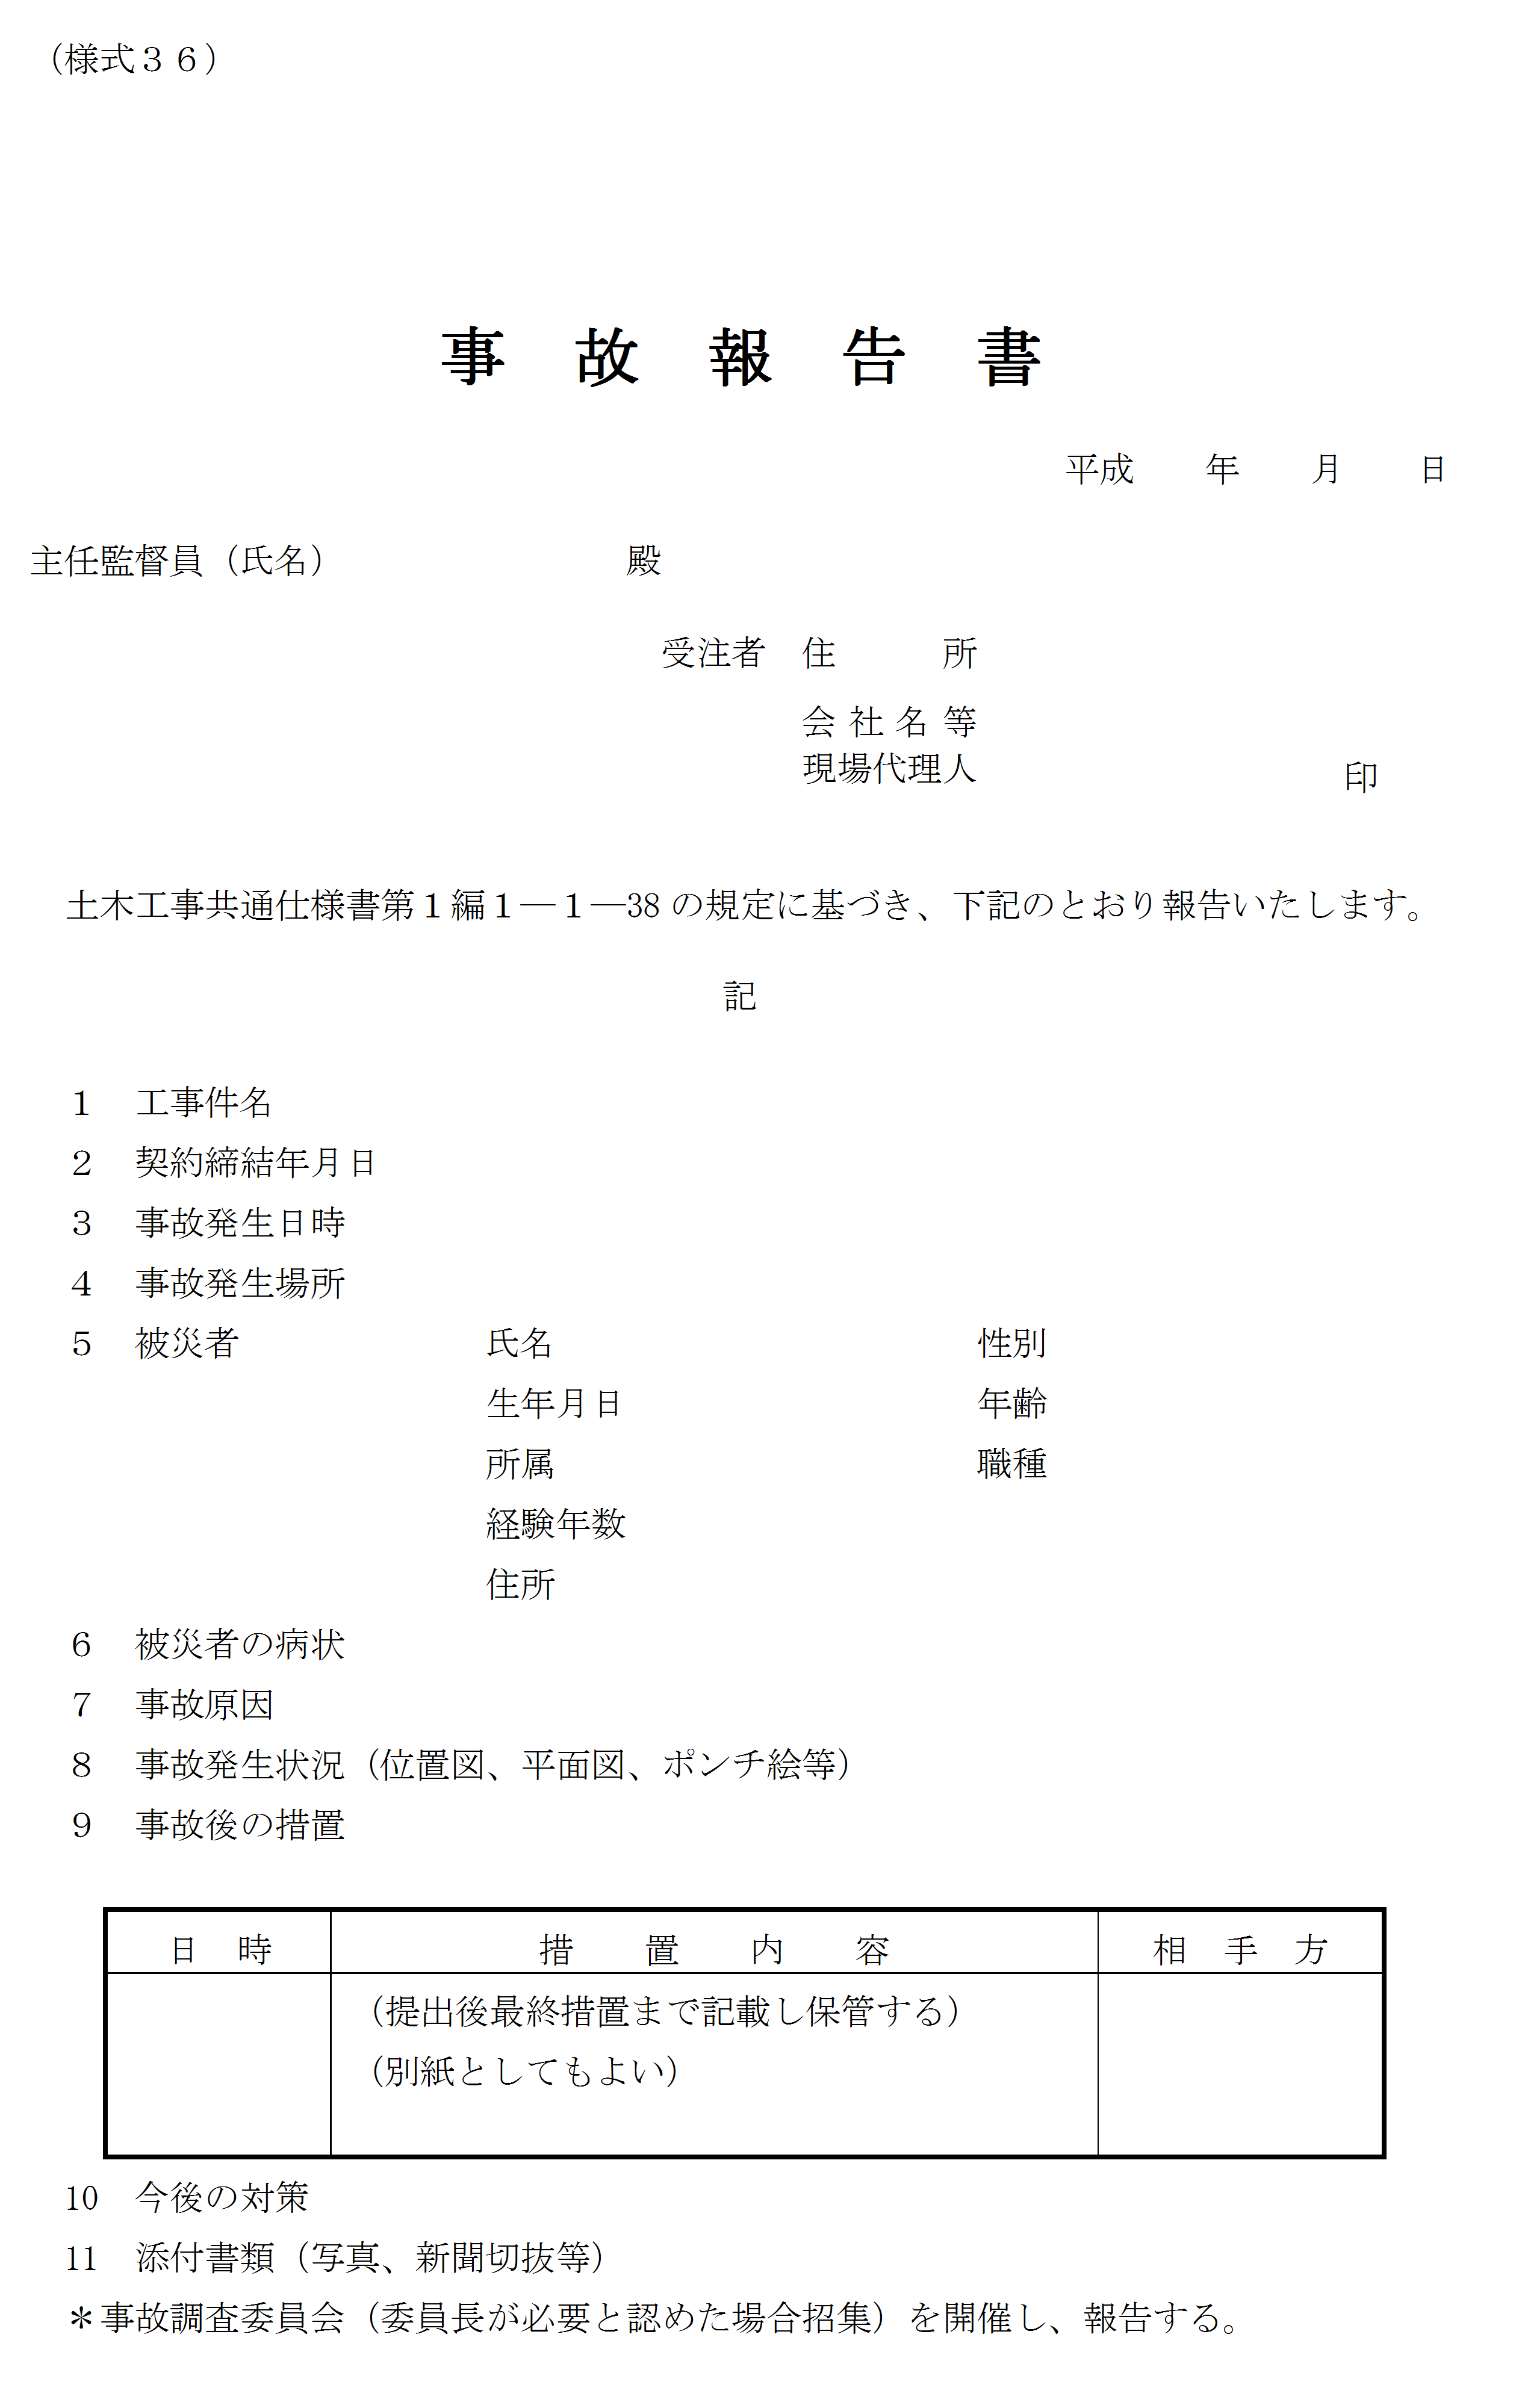 （様式３６）
事　故　報　告　書
平成　　年　　月　　日
主任監督員（氏名）　　　　　　　　殿
受注者　住　　　所
会 社 名 等
現場代理人　　　　　　　　　　印
土木工事共通仕様書第１編１―１―38 の規定に基づき、下記のとおり報告いたします。
記
１　工事件名
２　契約締結年月日
３　事故発生日時
４　事故発生場所
５　被災者　　　　　　　氏名　　　　　　　　　　　　性別
生年月日　　　　　　　　　　年齢
所属　　　　　　　　　　　　職種
経験年数
住所
６　被災者の病状
７　事故原因
８　事故発生状況（位置図、平面図、ポンチ絵等）
９　事故後の措置
日　時　　　　措　　置　　内　　容　　　　相　手　方
（提出後最終措置まで記載し保管する）
（別紙としてもよい）
10　今後の対策
11　添付書類（写真、新聞切抜等）
＊事故調査委員会（委員長が必要と認めた場合招集）を開催し、報告する。